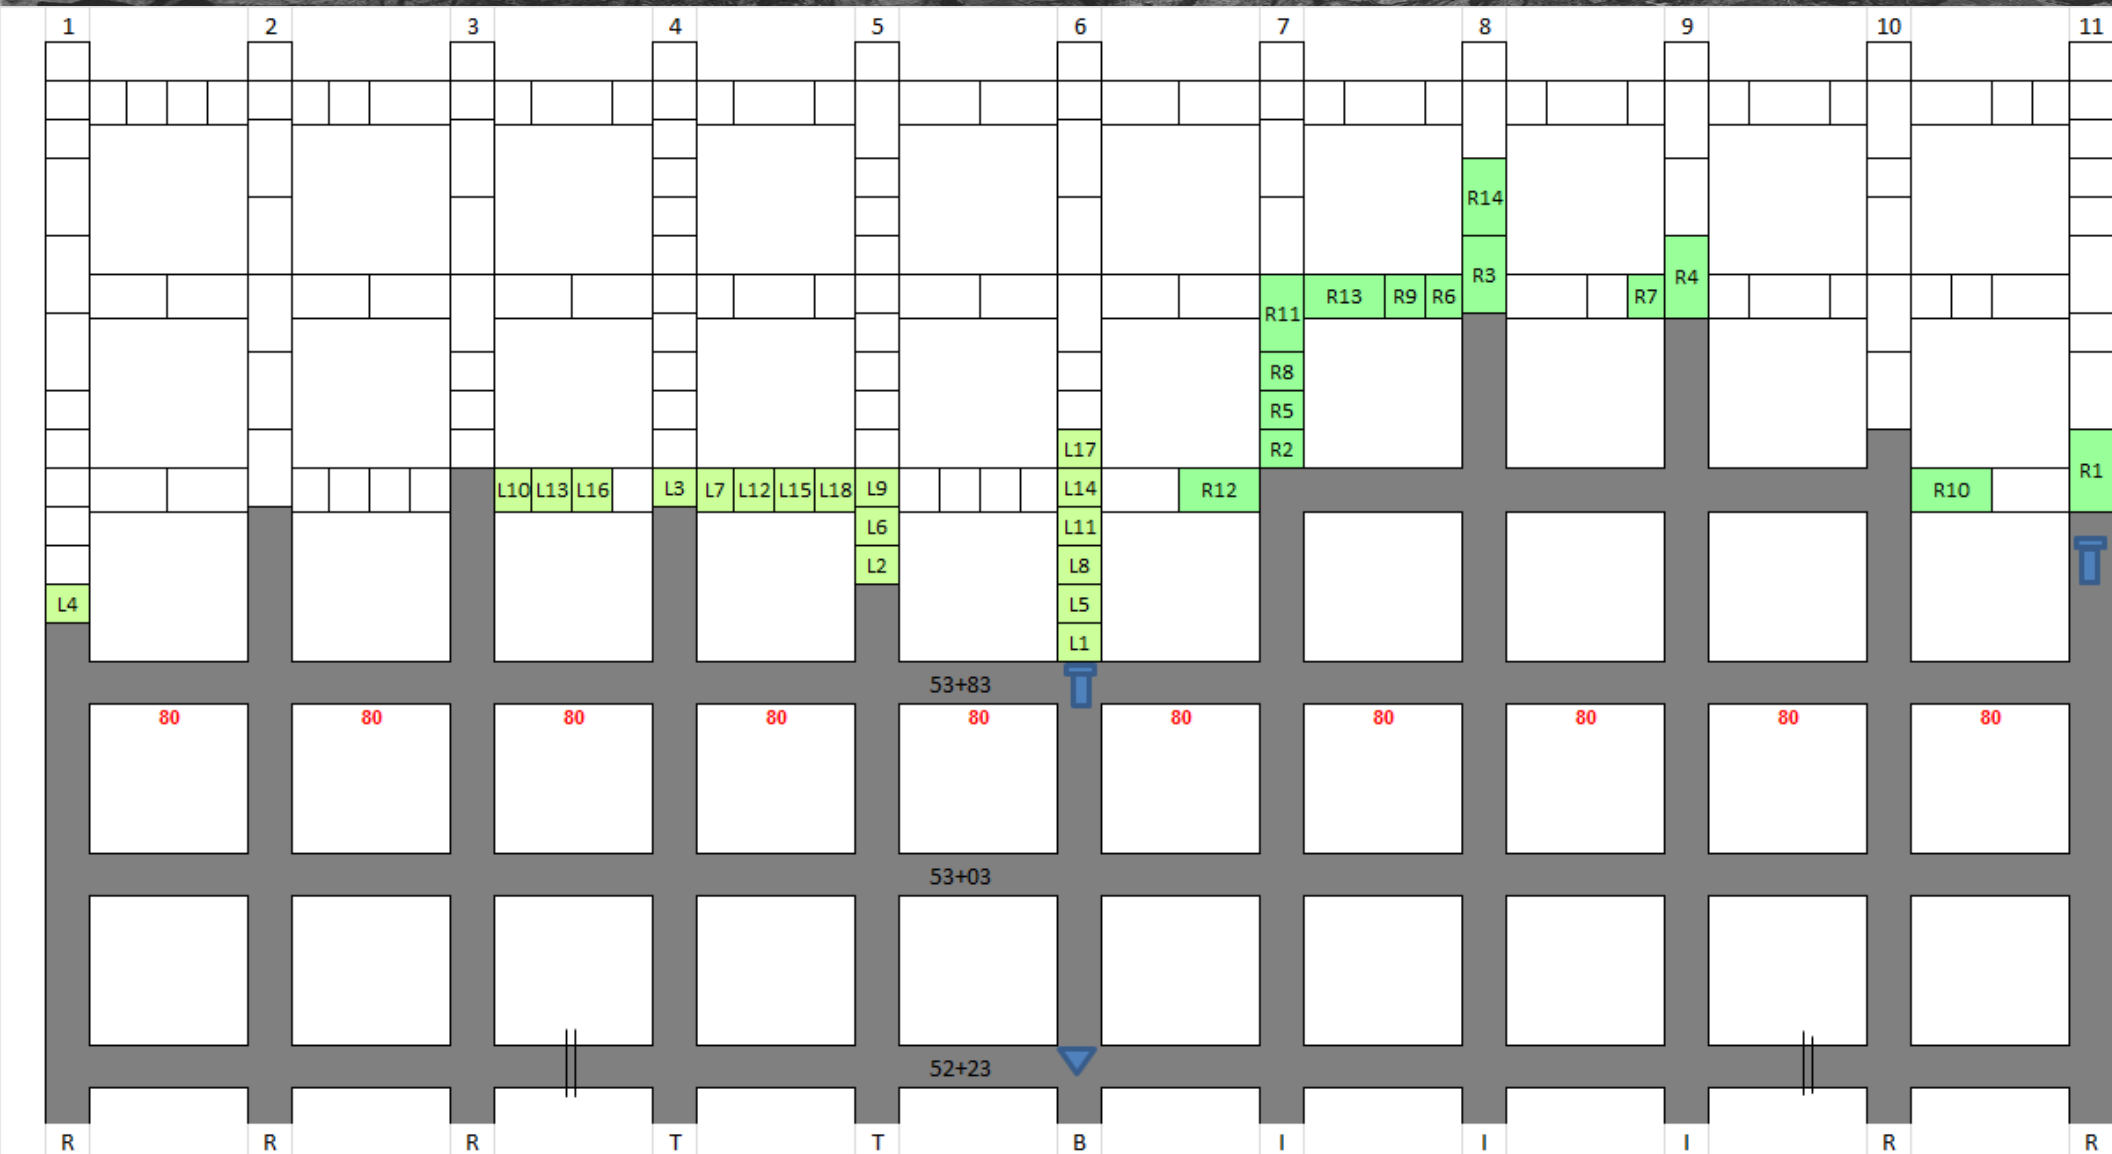 1 2 3 4 5 6 7 8 9 10 11
R14
R3 R4
R13 R9 R6 R7
R11
R8
R5
L17 R2
R1
L10 L13 L16 L3 L7 L12 L15 L18 L9 L14 R12 R10
L6 L11
L2 L8
L4 L5
L1
53+83
80 80 80 80 80 80 80 80 80 80
53+03
52+23
R R R T T B I I I R R